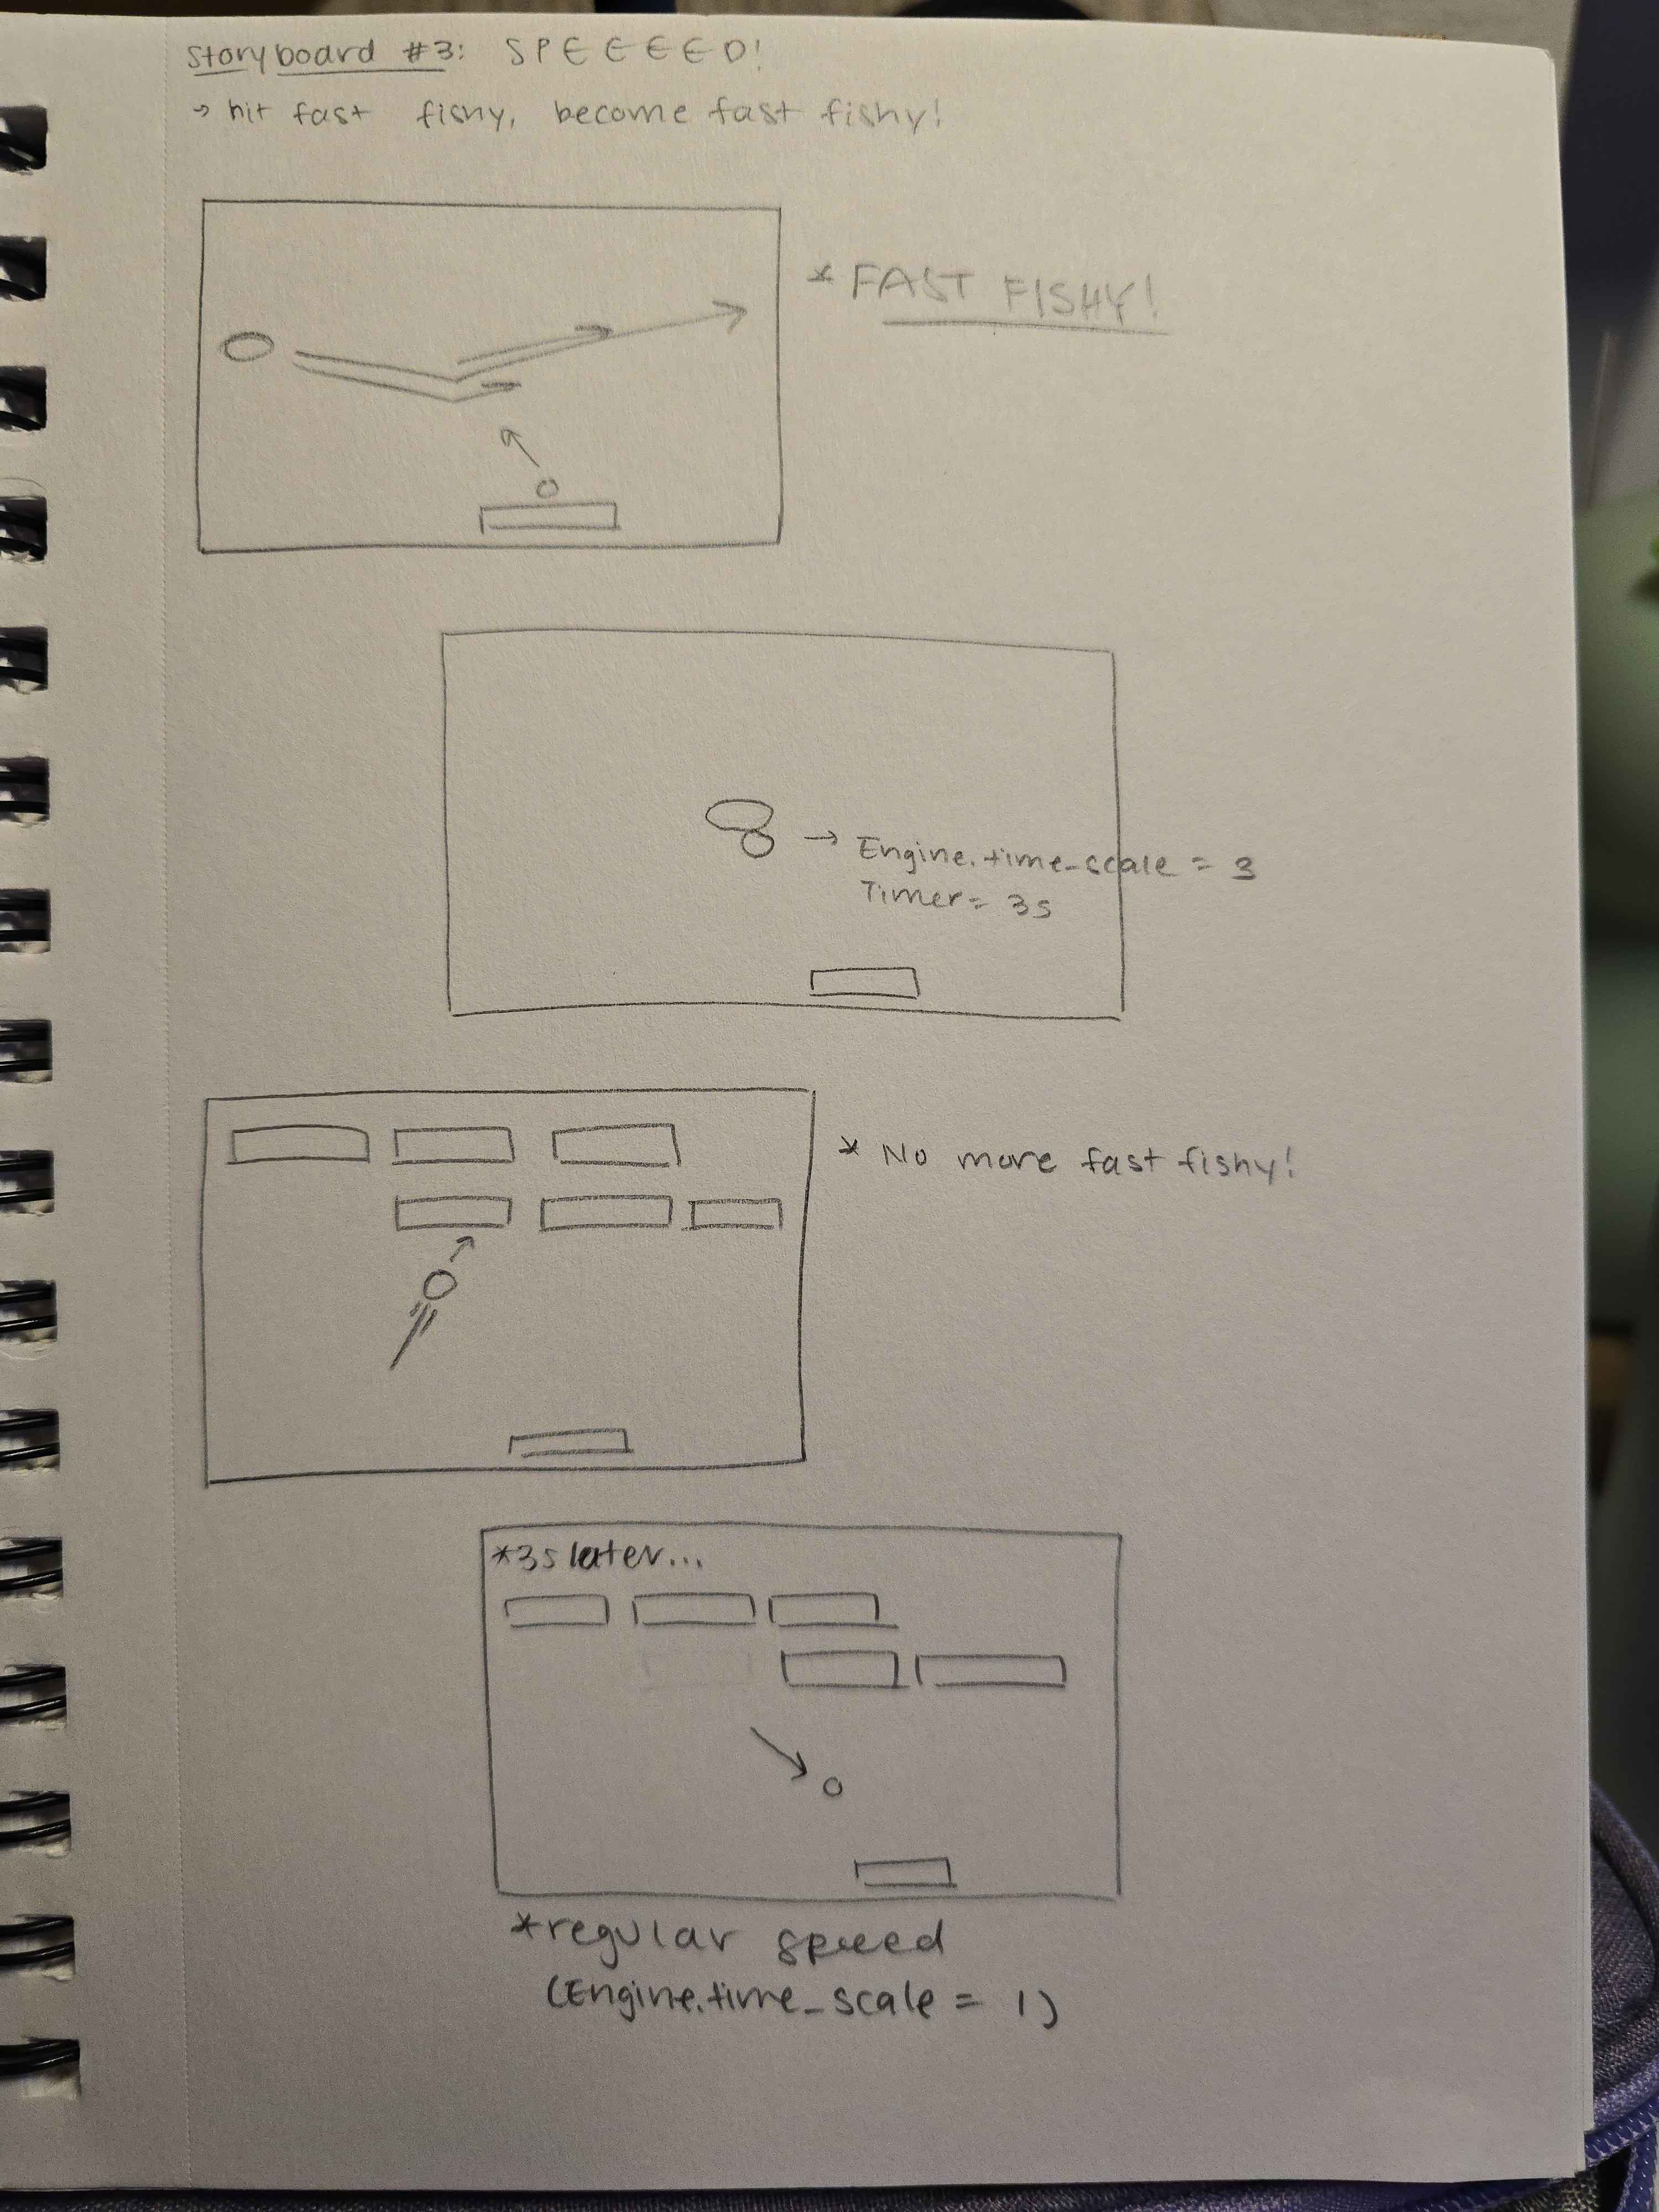 storyboard #3: SPEEEED!
→ hit fast fishy, become fast fishy!
* FAST FISHY!
→ Engine.time_scale = 3
Timer = 3s
* No more fast fishy!
*3s later...
*regular speed
(Engine.time_scale = 1)